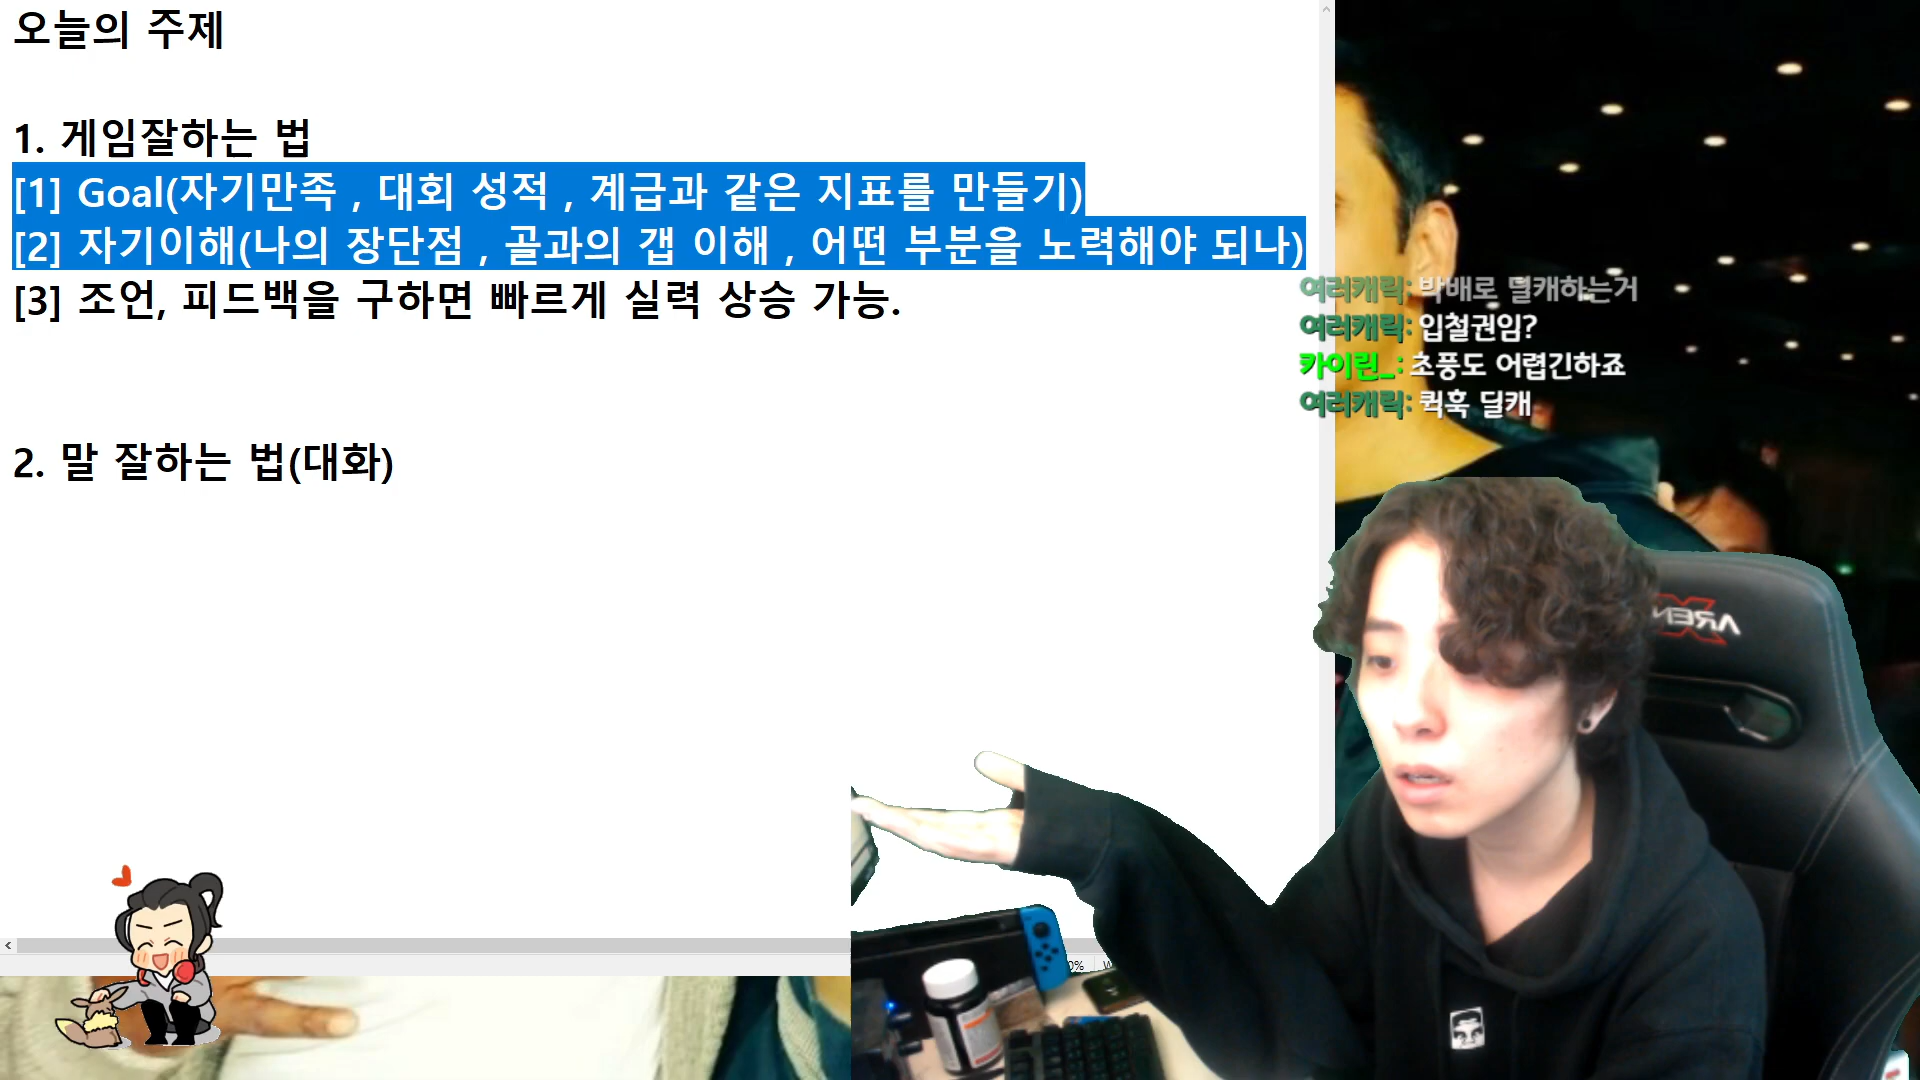 오늘의 주제
1. 게임잘하는 법
[1] Goal(자기만족 , 대회 성적 , 계급과 같은 지표를 만들기)
[2] 자기이해(나의 장단점 , 골과의 갭 이해 , 어떤 부분을 노력해야 되나)
[3] 조언, 피드백을 구하면 빠르게 실력 상승 가능.
2. 말 잘하는 법(대화)
여러캐릭: 박배로 딜캐하는거
여러캐릭: 입철권임?
카이린_: 초풍도 어렵긴하죠
여러캐릭: 퀵훅 딜캐